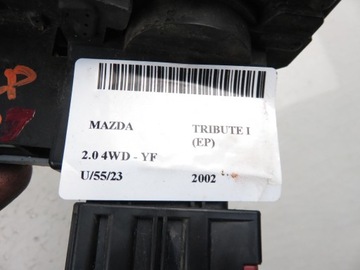 MAZDA TRIBUTE I
(EP)
2.0 4WD - YF
U/55/23 2002